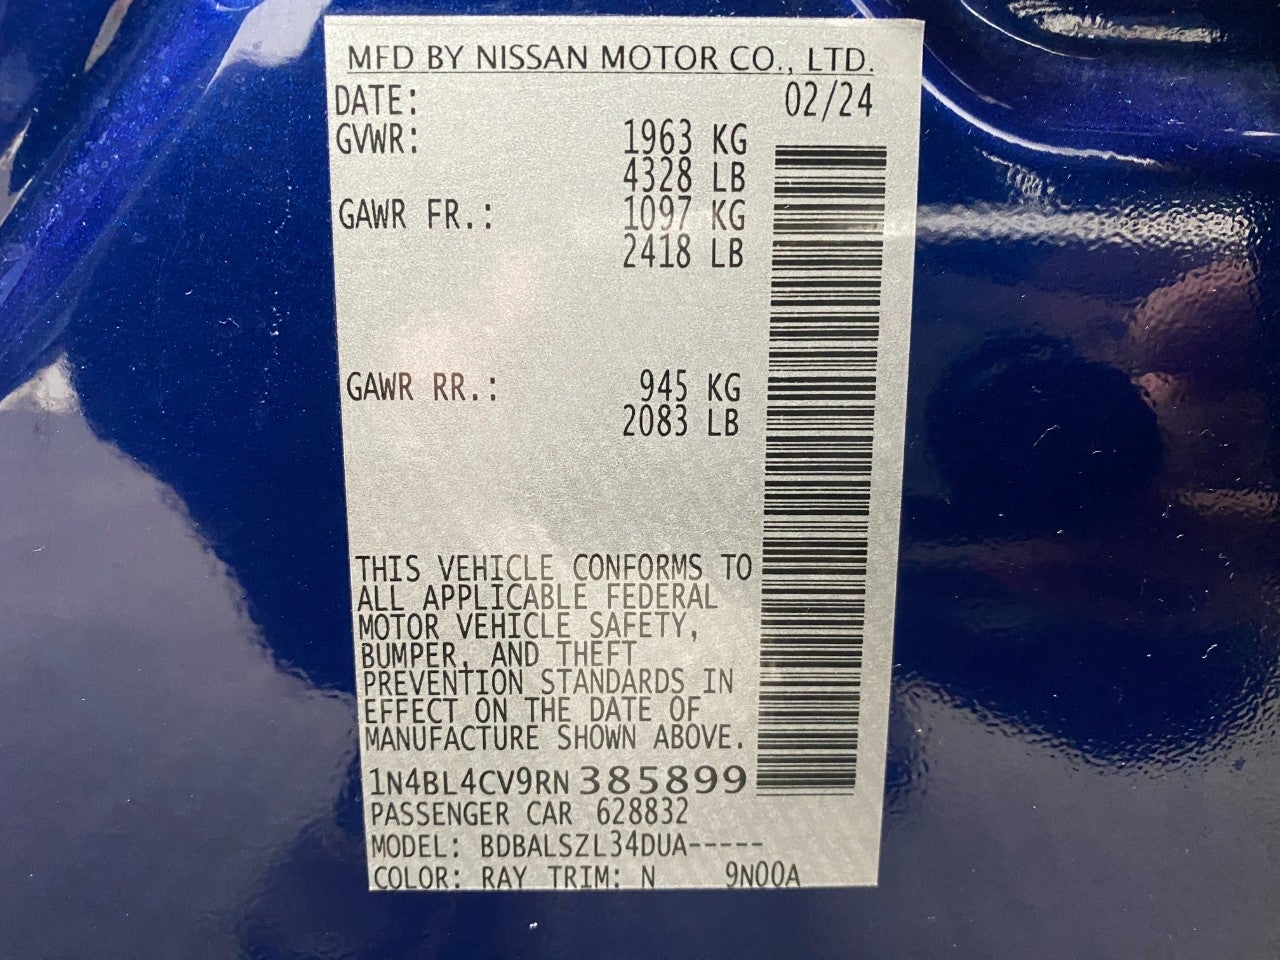 MFD BY NISSAN MOTOR CO., LTD.
DATE: 02/24
GVWR: 1963 KG
4328 LB
GAWR FR.: 1097 KG
2418 LB
GAWR RR.: 945 KG
2083 LB
THIS VEHICLE CONFORMS TO
ALL APPLICABLE FEDERAL
MOTOR VEHICLE SAFETY,
BUMPER, AND THEFT
PREVENTION STANDARDS IN
EFFECT ON THE DATE OF
MANUFACTURE SHOWN ABOVE.
1N4BL4CV9RN385899
PASSENGER CAR 628832
MODEL: BDBALSZL34DUA-----
COLOR: RAY TRIM: N 9N00A